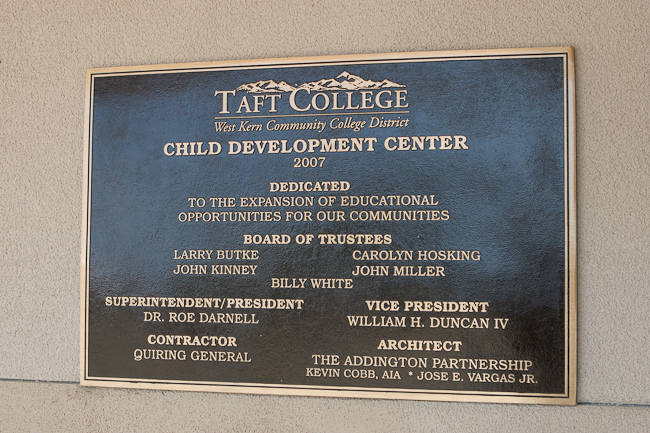 TAFT COLLEGE
West Kern Community College District
CHILD DEVELOPMENT CENTER
2007
DEDICATED
TO THE EXPANSION OF EDUCATIONAL
OPPORTUNITIES FOR OUR COMMUNITIES
BOARD OF TRUSTEES
LARRY BUTKE CAROLYN HOSKING
JOHN KINNEY JOHN MILLER
BILLY WHITE
SUPERINTENDENT/PRESIDENT VICE PRESIDENT
DR. ROE DARNELL WILLIAM H. DUNCAN IV
CONTRACTOR ARCHITECT
QUIRING GENERAL THE ADDINGTON PARTNERSHIP
KEVIN COBB, AIA * JOSE E. VARGAS JR.